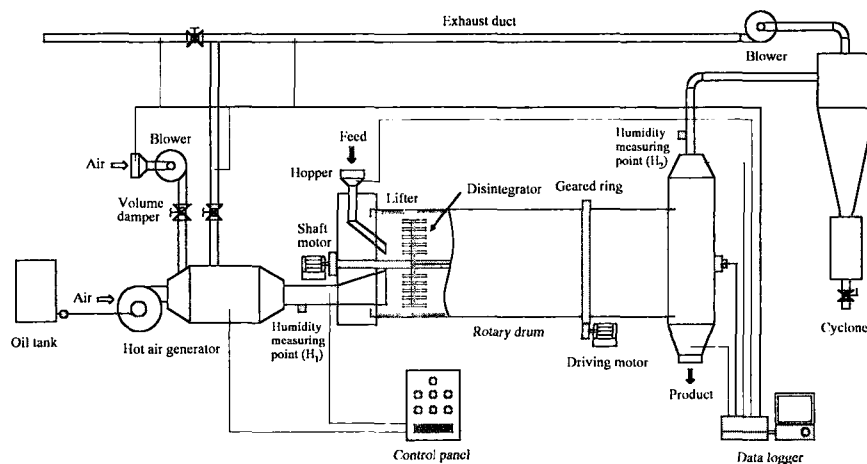 Exhaust duct
Blower
Feed
Humidity
measuring
point (H2)
Blower
Air
Hopper
Lifter
Disintegrator
Geared ring
Volume
damper
Shaft
motor
Air
Oil tank
Hot air generator
Humidity
measuring
point (H1)
Rotary drum
Driving motor
Cyclone
Product
Control panel
Data logger